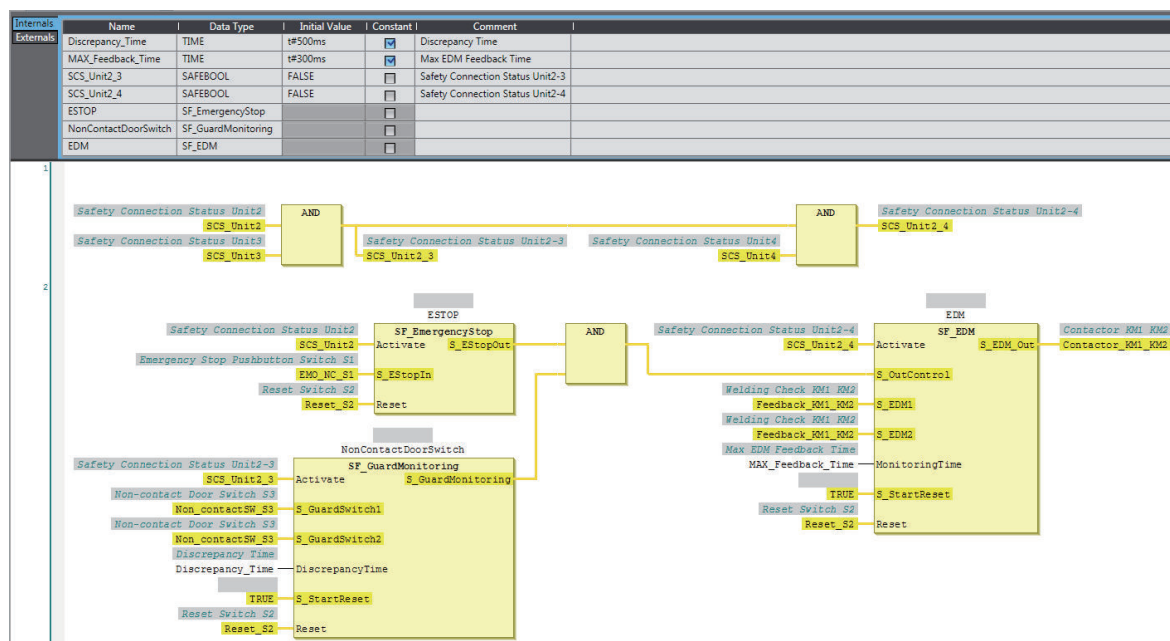 Internals
Externals
Name Data Type Initial Value Constant Comment
Discrepancy_Time TIME t#500ms Discrepancy Time
MAX_Feedback_Time TIME t#300ms Max EDM Feedback Time
SCS_Unit2_3 SAFEBOOL FALSE Safety Connection Status Unit2-3
SCS_Unit2_4 SAFEBOOL FALSE Safety Connection Status Unit2-4
ESTOP SF_EmergencyStop
NonContactDoorSwitch SF_GuardMonitoring
EDM SF_EDM
1
Safety Connection Status Unit2
SCS_Unit2
Safety Connection Status Unit3
SCS_Unit3
AND
Safety Connection Status Unit2-3
SCS_Unit2_3
Safety Connection Status Unit4
SCS_Unit4
AND
Safety Connection Status Unit2-4
SCS_Unit2_4
2
ESTOP
SF_EmergencyStop
Safety Connection Status Unit2
SCS_Unit2 Activate S_EStopOut
Emergency Stop Pushbutton Switch S1
EMO_NC_S1 S_EStopIn
Reset Switch S2
Reset_S2 Reset
NonContactDoorSwitch
SF_GuardMonitoring
Safety Connection Status Unit2-3
SCS_Unit2_3 Activate S_GuardMonitoring
Non-contact Door Switch S3
Non_contactSW_S3 S_GuardSwitch1
Non-contact Door Switch S3
Non_contactSW_S3 S_GuardSwitch2
Discrepancy Time
Discrepancy_Time DiscrepancyTime
TRUE S_StartReset
Reset Switch S2
Reset_S2 Reset
AND
EDM
SF_EDM
Safety Connection Status Unit2-4
SCS_Unit2_4 Activate S_EDM_Out
Contactor KM1 KM2
Contactor_KM1_KM2
S_OutControl
Welding Check KM1 KM2
Feedback_KM1_KM2 S_EDM1
Welding Check KM1 KM2
Feedback_KM1_KM2 S_EDM2
Max EDM Feedback Time
MAX_Feedback_Time MonitoringTime
TRUE S_StartReset
Reset Switch S2
Reset_S2 Reset